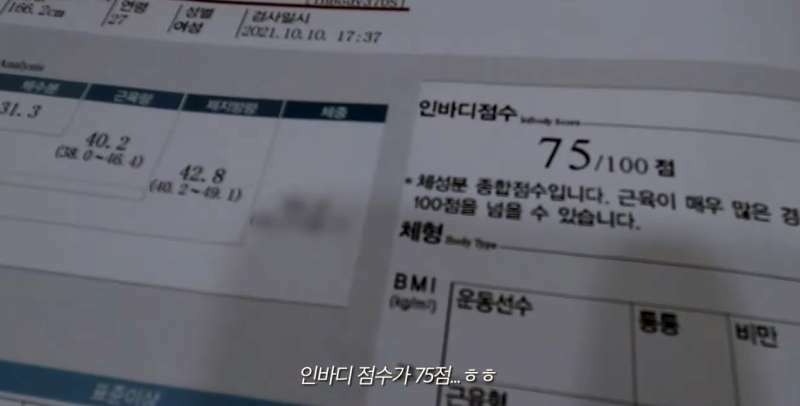 166.2cm
연령
27
성별
여성
검사일시
2021.10.10. 17:37
Analysis
체수분
근육량
제지방량
체중
31.3
40.2
(38.0~46.4)
42.8
(40.2~49.1)
인바디점수
InBody Score
75/100 점
* 체성분 종합점수입니다. 근육이 매우 많은 경
100점을 넘을 수 있습니다.
체형
Body Type
BMI
(kg/m²)
운동선수
통통
비만
근육형
표준이상
인바디 점수가 75점...ㅎㅎ